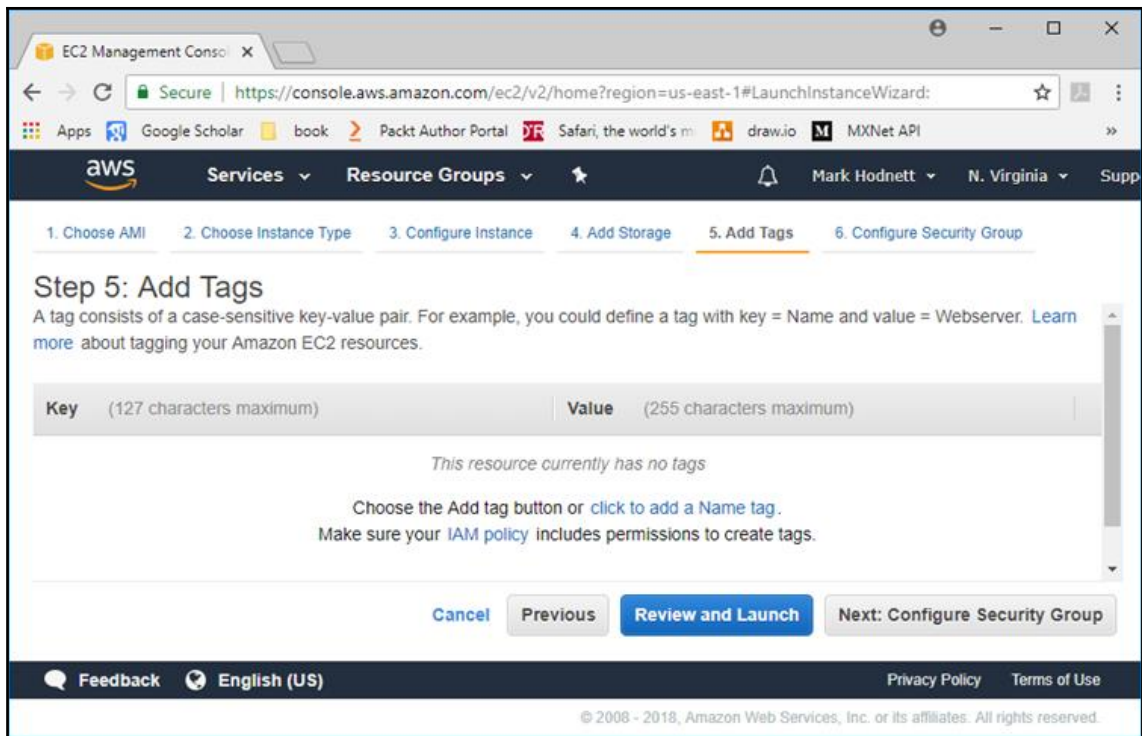 EC2 Management Consol
Secure | https://console.aws.amazon.com/ec2/v2/home?region=us-east-1#LaunchInstanceWizard:
Apps Google Scholar book Packt Author Portal Safari, the world's m draw.io M MXNet API »
aws Services Resource Groups Mark Hodnett N. Virginia Supp
1. Choose AMI 2. Choose Instance Type 3. Configure Instance 4. Add Storage 5. Add Tags 6. Configure Security Group
Step 5: Add Tags
A tag consists of a case-sensitive key-value pair. For example, you could define a tag with key = Name and value = Webserver. Learn
more about tagging your Amazon EC2 resources.
Key (127 characters maximum) Value (255 characters maximum)
This resource currently has no tags
Choose the Add tag button or click to add a Name tag.
Make sure your IAM policy includes permissions to create tags.
Cancel Previous Review and Launch Next: Configure Security Group
Feedback English (US) Privacy Policy Terms of Use
© 2008 - 2018, Amazon Web Services, Inc. or its affiliates. All rights reserved.